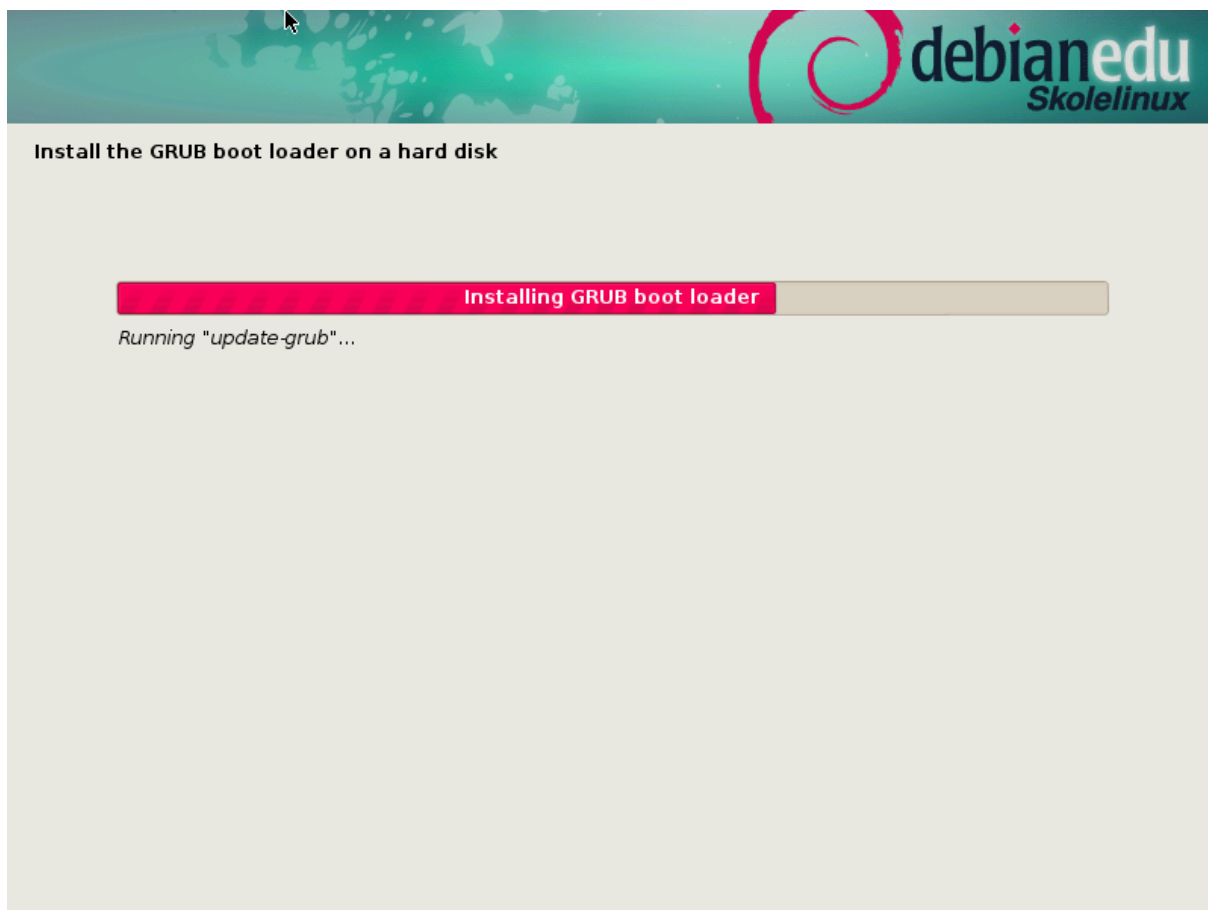 debianedu
Skolelinux
Install the GRUB boot loader on a hard disk
Installing GRUB boot loader
Running "update-grub"...